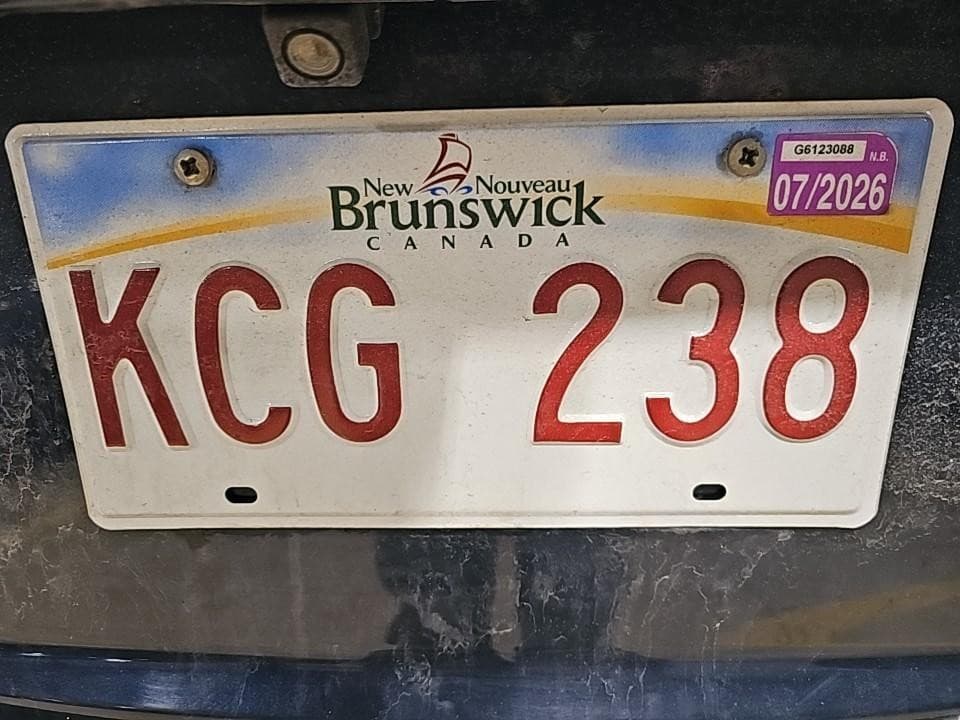 G6123088
N.B.
07/2026
New Nouveau
Brunswick
CANADA
KCG 238